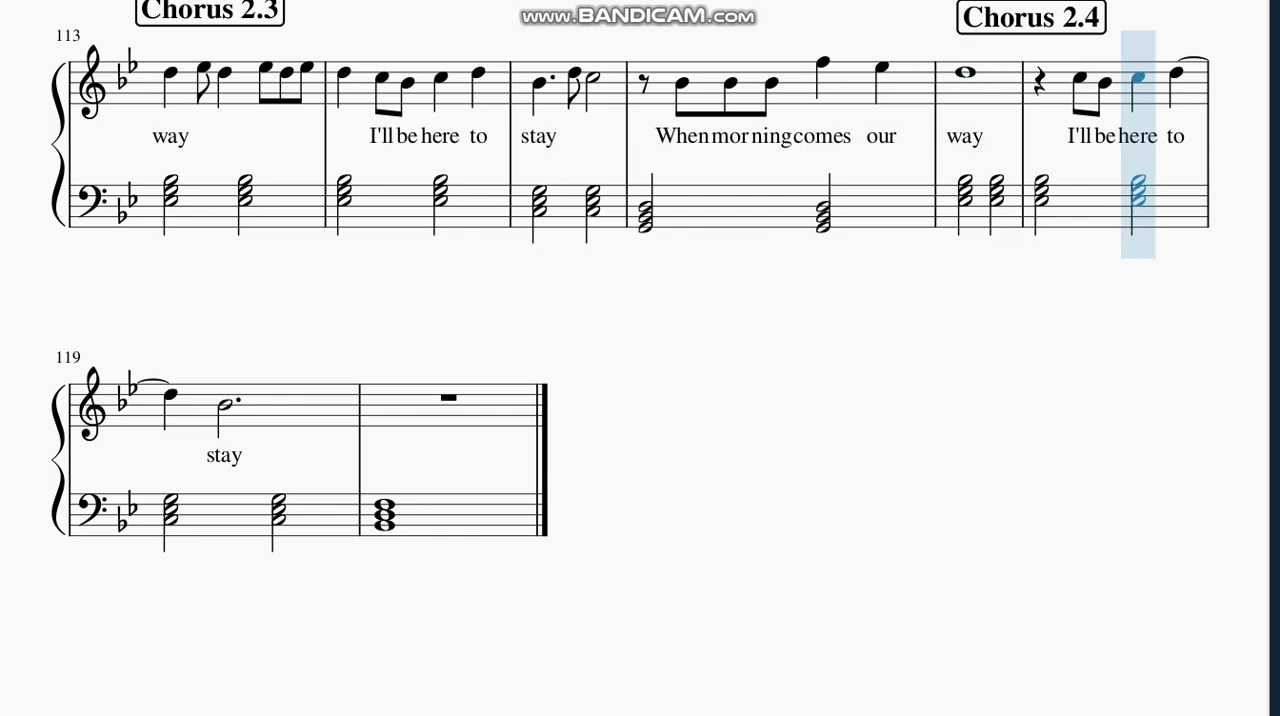 Chorus 2.3
www.BANDICAM.com
Chorus 2.4
113
way I'll be here to stay When mor ning comes our way I'll be here to
119
stay